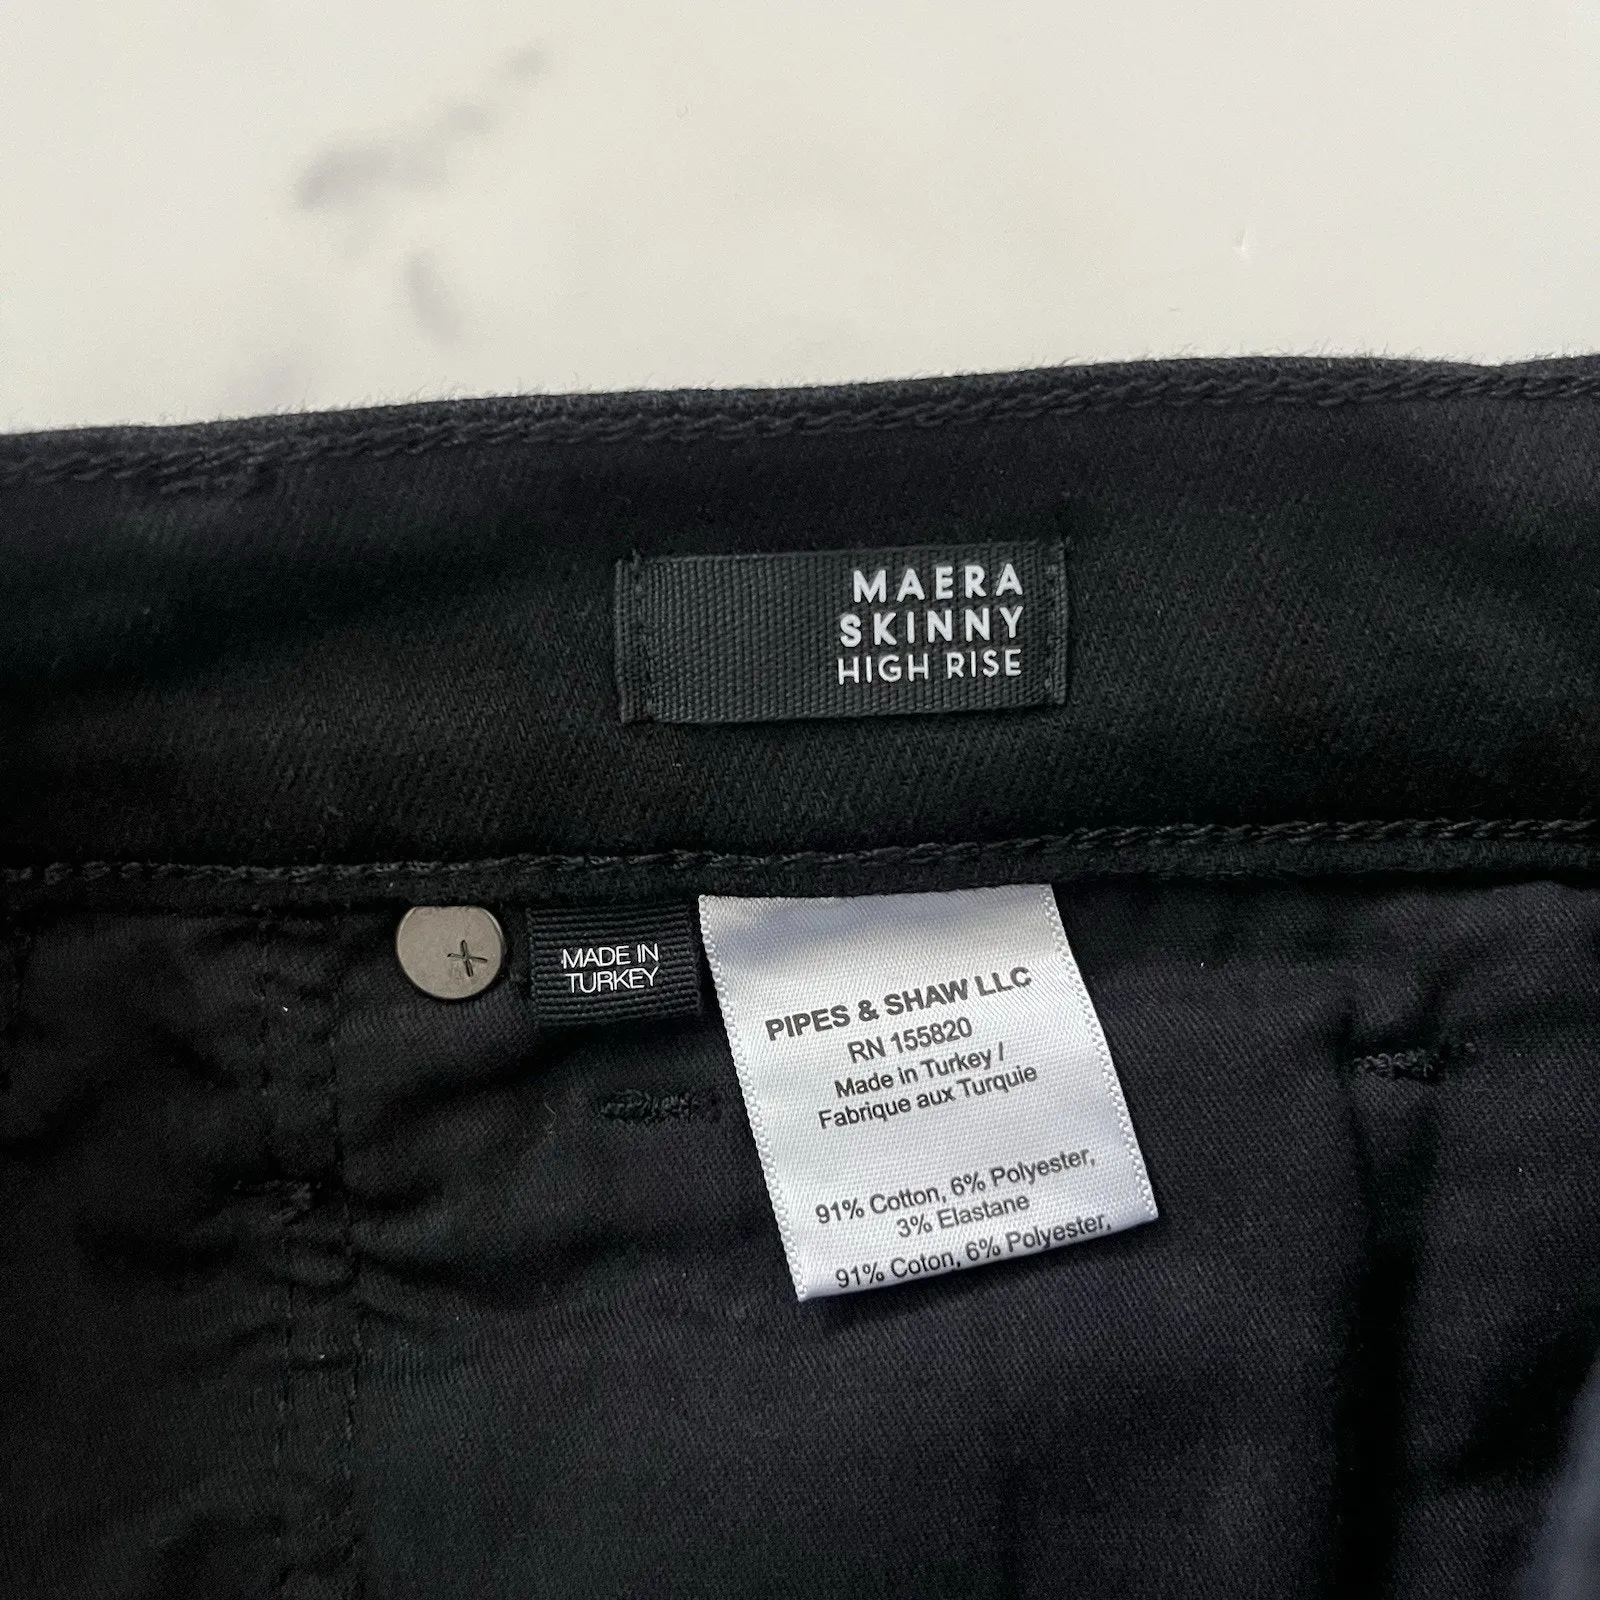 MAERA
SKINNY
HIGH RISE
MADE IN
TURKEY
PIPES & SHAW LLC
RN 155820
Made in Turkey /
Fabrique aux Turquie
91% Cotton, 6% Polyester,
3% Elastane
91% Coton, 6% Polyester,